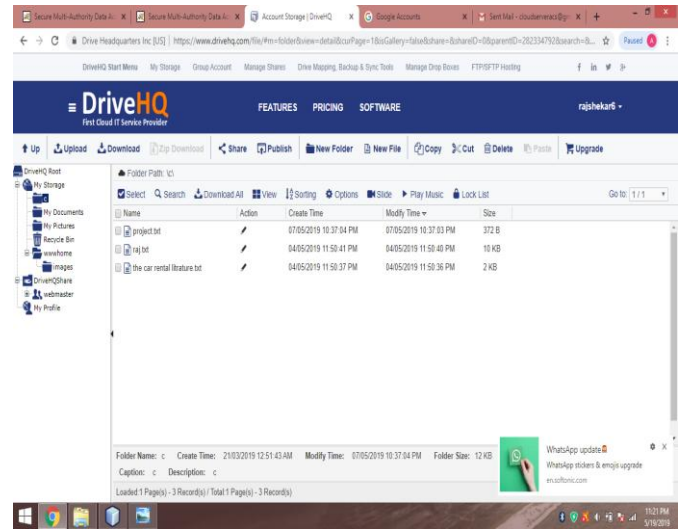 Secure Multi-Authority Data Ac
Secure Multi-Authority Data Ac
Account Storage | DriveHQ
Google Accounts
Sent Mail - cloudserveracs@gm
Drive Headquarters Inc [US] | https://www.drivehq.com/file/#m=folder&view=detail&curPage=1&isGallery=false&share=&shareID=0&parentID=282334792&search=&...
Paused
DriveHQ Start Menu My Storage Group Account Manage Shares Drive Mapping, Backup & Sync Tools Manage Drop Boxes FTP/SFTP Hosting
DriveHQ
First Cloud IT Service Provider
FEATURES PRICING SOFTWARE
rajshekar6
Up Upload Download Zip Download Share Publish New Folder New File Copy Cut Delete Paste Upgrade
DriveHQ Root
My Storage
c
My Documents
My Pictures
Recycle Bin
wwwhome
images
DriveHQShare
webmaster
My Profile
Folder Path: \c\
Select Search Download All View Sorting Options Slide Play Music Lock List Go to: 1 / 1
Name Action Create Time Modify Time Size
project.txt 07/05/2019 10:37:04 PM 07/05/2019 10:37:03 PM 372 B
raj.txt 04/05/2019 11:50:41 PM 04/05/2019 11:50:40 PM 10 KB
the car rental litrature.txt 04/05/2019 11:50:37 PM 04/05/2019 11:50:36 PM 2 KB
Folder Name: c Create Time: 21/03/2019 12:51:43 AM Modify Time: 07/05/2019 10:37:04 PM Folder Size: 12 KB
Caption: c Description: c
Loaded:1 Page(s) - 3 Record(s) / Total:1 Page(s) - 3 Record(s)
WhatsApp update
WhatsApp stickers & emojis upgrade
en.softonic.com
11:21 PM
5/19/2019